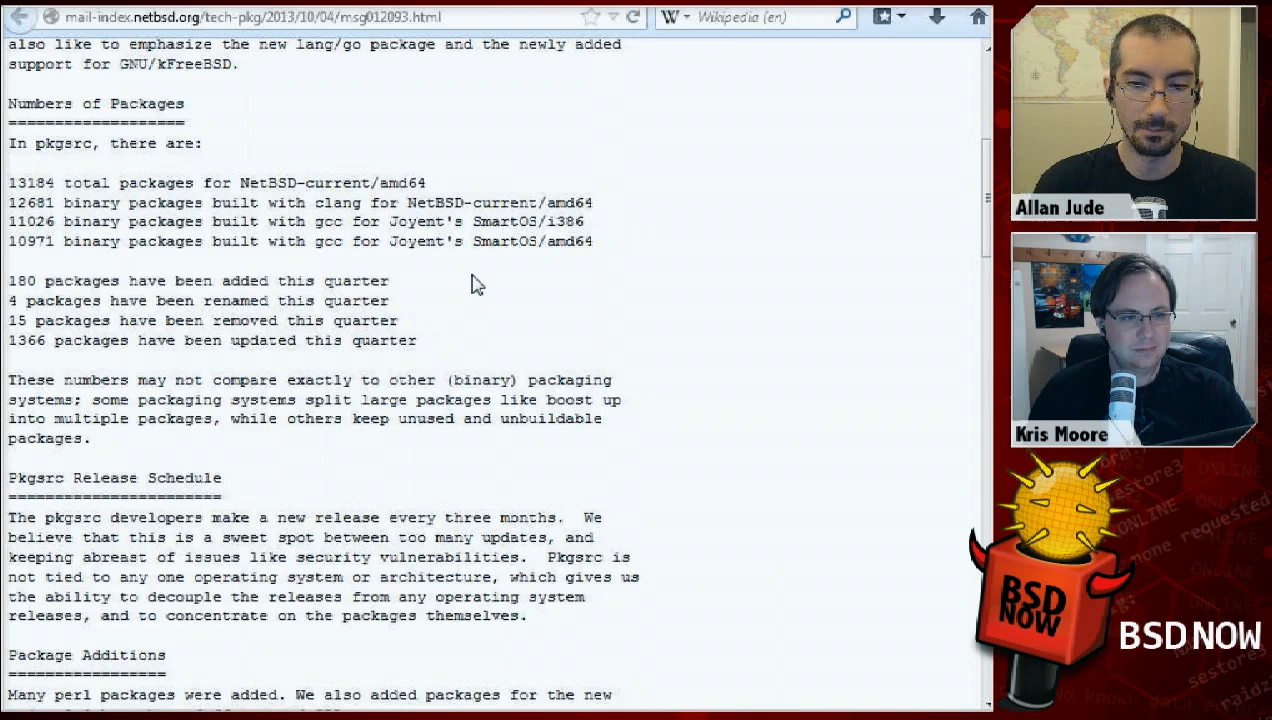 mail-index.netbsd.org/tech-pkg/2013/10/04/msg012093.html
W Wikipedia (en)
also like to emphasize the new lang/go package and the newly added
support for GNU/kFreeBSD.
Numbers of Packages
===================
In pkgsrc, there are:
13184 total packages for NetBSD-current/amd64
12681 binary packages built with clang for NetBSD-current/amd64
11026 binary packages built with gcc for Joyent's SmartOS/i386
10971 binary packages built with gcc for Joyent's SmartOS/amd64
180 packages have been added this quarter
4 packages have been renamed this quarter
15 packages have been removed this quarter
1366 packages have been updated this quarter
These numbers may not compare exactly to other (binary) packaging
systems; some packaging systems split large packages like boost up
into multiple packages, while others keep unused and unbuildable
packages.
Pkgsrc Release Schedule
=======================
The pkgsrc developers make a new release every three months.  We
believe that this is a sweet spot between too many updates, and
keeping abreast of issues like security vulnerabilities.  Pkgsrc is
not tied to any one operating system or architecture, which gives us
the ability to decouple the releases from any operating system
releases, and to concentrate on the packages themselves.
Package Additions
=================
Many perl packages were added. We also added packages for the new
Allan Jude
Kris Moore
BSD
NOW
BSD NOW
ONLINE
requested